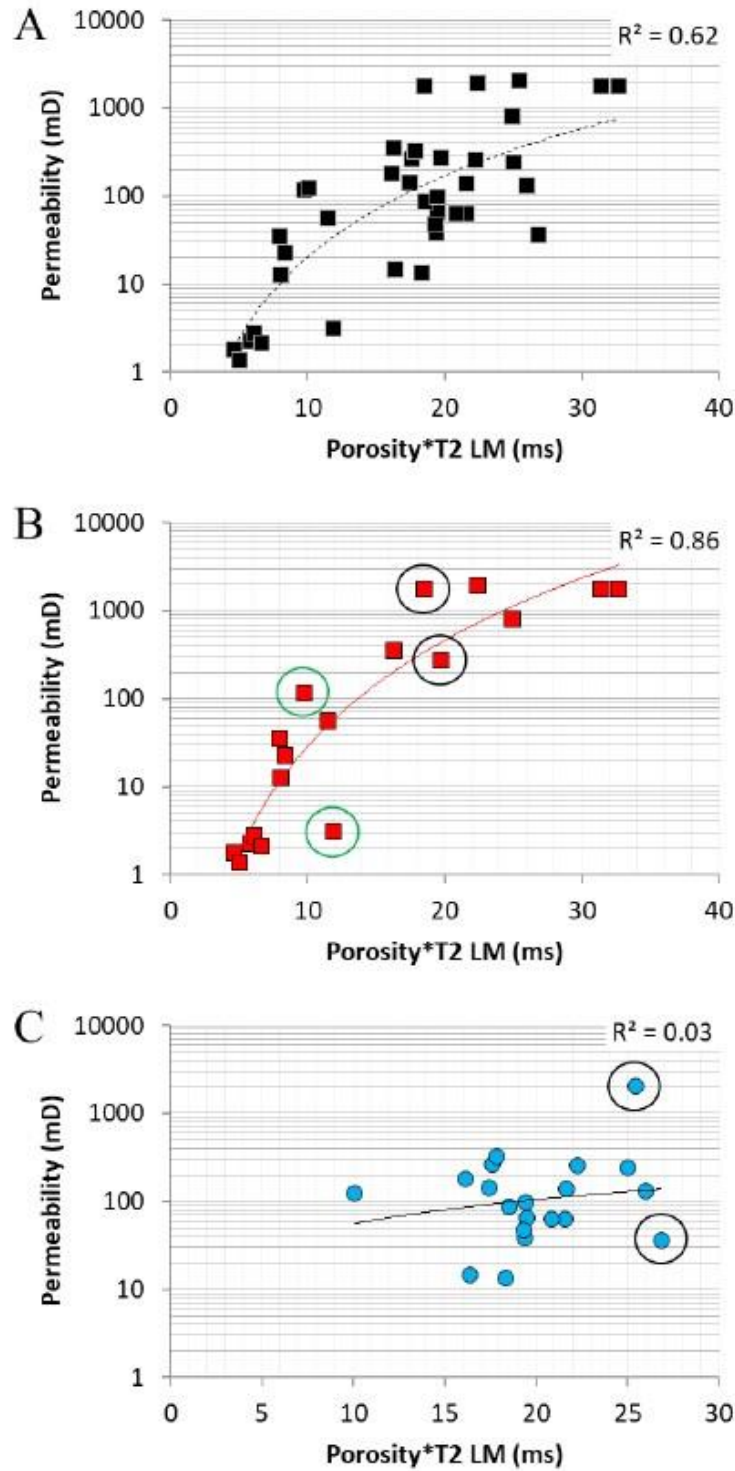 A
R² = 0.62
10000
1000
100
10
1
Permeability (mD)
0 10 20 30 40
Porosity*T2 LM (ms)
B
R² = 0.86
10000
1000
100
10
1
Permeability (mD)
0 10 20 30 40
Porosity*T2 LM (ms)
C
R² = 0.03
10000
1000
100
10
1
Permeability (mD)
0 5 10 15 20 25 30
Porosity*T2 LM (ms)